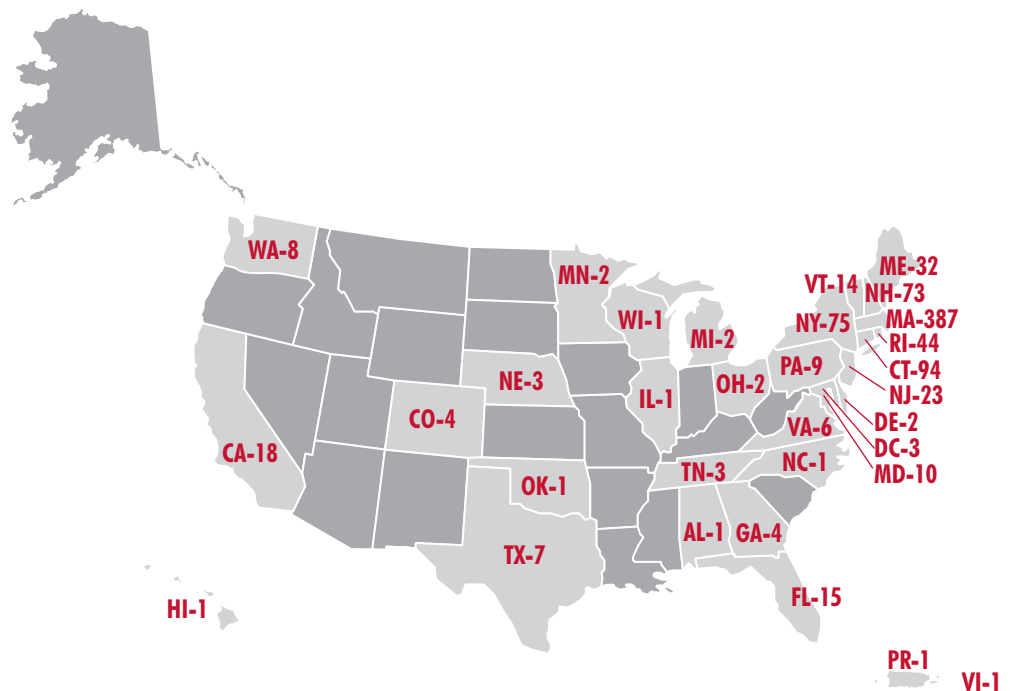 WA-8
MN-2
ME-32
VT-14
NH-73
WI-1
NY-75
MA-387
MI-2
RI-44
PA-9
CT-94
NE-3
OH-2
NJ-23
IL-1
CO-4
DE-2
VA-6
DC-3
CA-18
TN-3
NC-1
MD-10
OK-1
AL-1
GA-4
TX-7
FL-15
HI-1
PR-1
VI-1